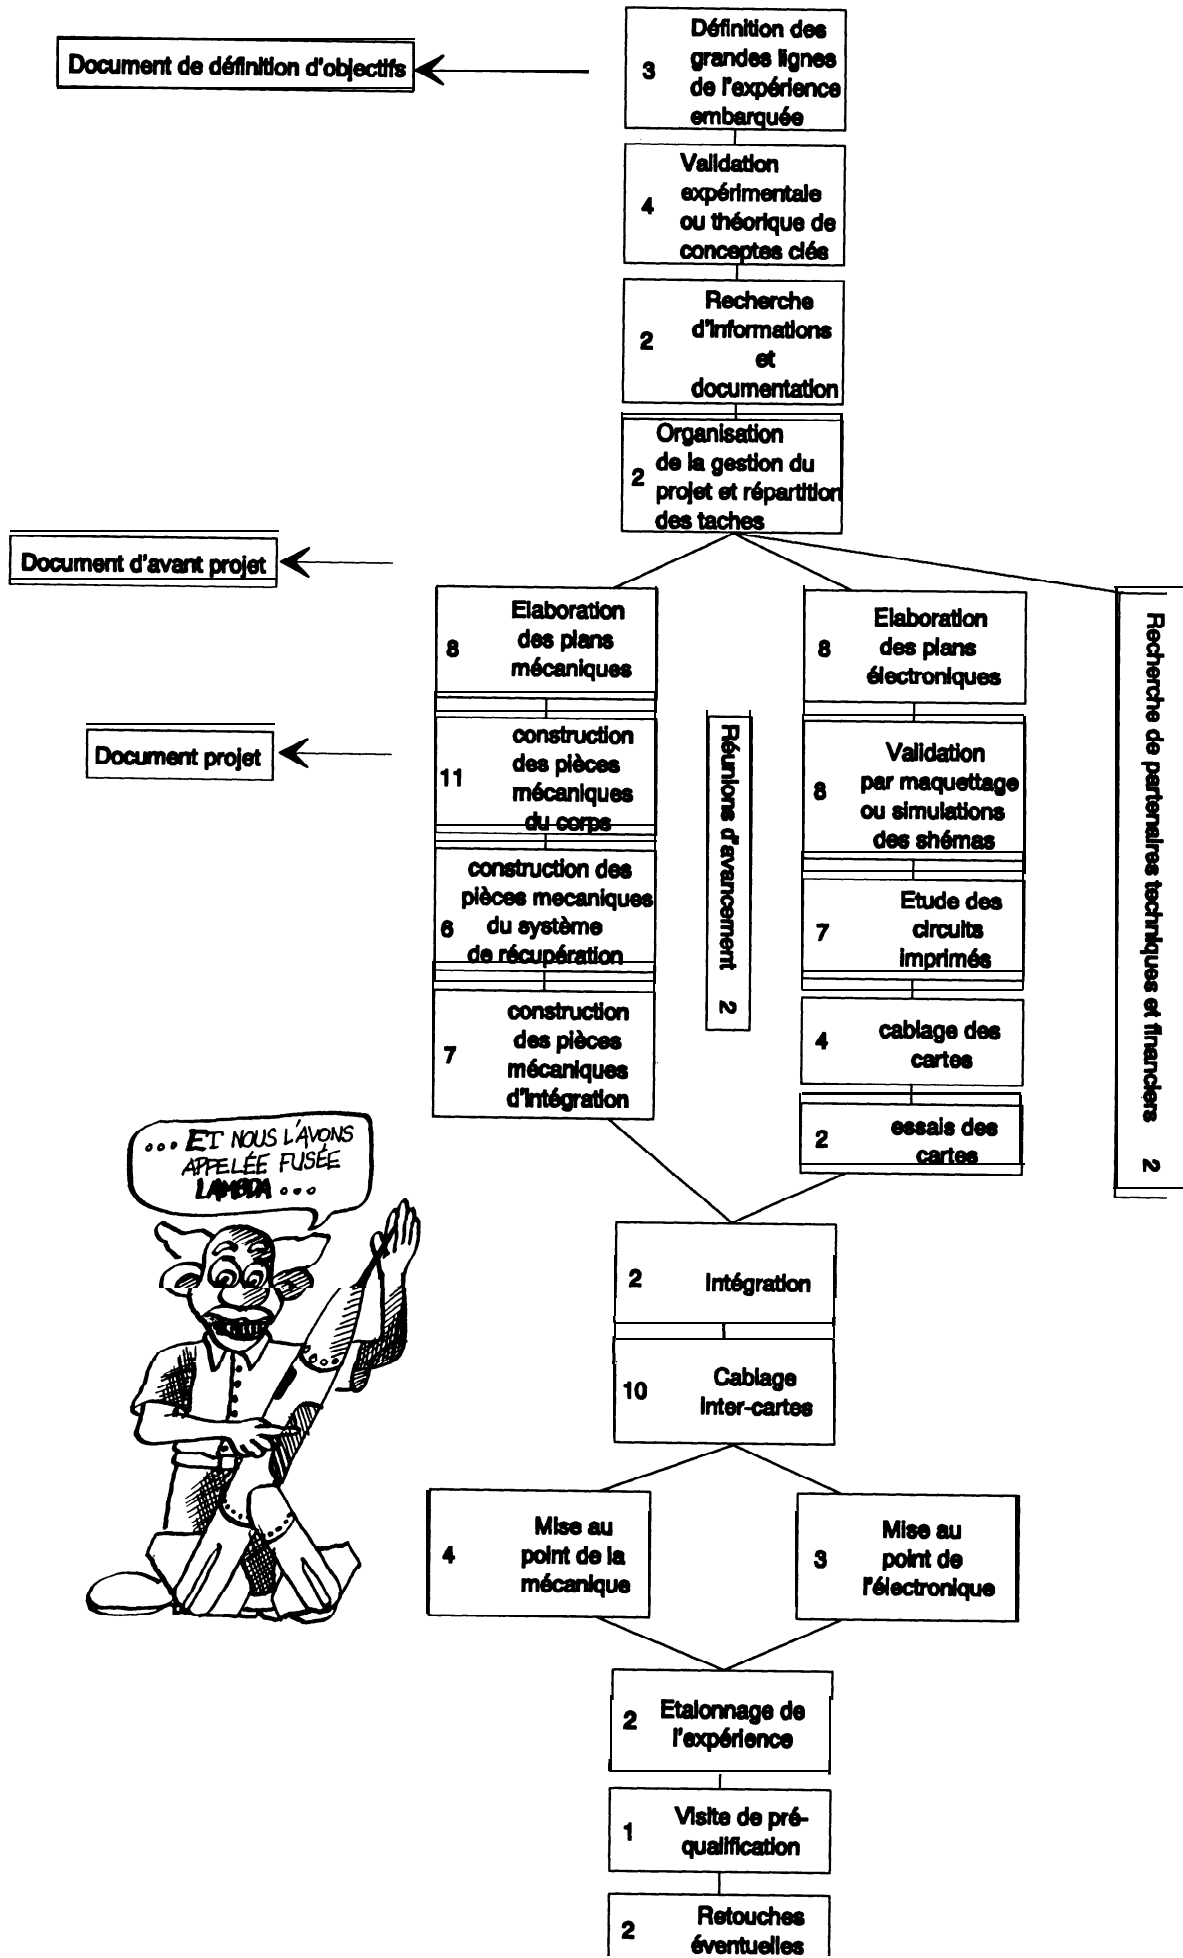 Définition des
grandes lignes
3
de l'expérience
embarquée
Document de définition d'objectifs
Validation
expérimentale
4
ou théorique de
conceptes clés
Recherche
d'informations
2
et
documentation
Organisation
de la gestion du
2
projet et répartition
des taches
Document d'avant projet
Elaboration
des plans
8
mécaniques
Elaboration
des plans
8
électroniques
Recherche de partenaires techniques et financiers 2
Document projet
construction
des pièces
11
mécaniques
du corps
Réunions d'avancement 2
Validation
par maquettage
8
ou simulations
des shémas
construction des
pièces mecaniques
6
du système
de récupération
Etude des
7
circuits
imprimés
construction
des pièces
7
mécaniques
d'intégration
4
cablage des
cartes
2
essais des
cartes
... ET NOUS L'AVONS
APPELÉE FUSÉE
LAMBDA ...
2 Intégration
Cablage
10
inter-cartes
Mise au
4
point de la
mécanique
Mise au
3
point de
l'électronique
2
Etalonnage de
l'expérience
1
Visite de pré-
qualification
2
Retouches
éventuelles